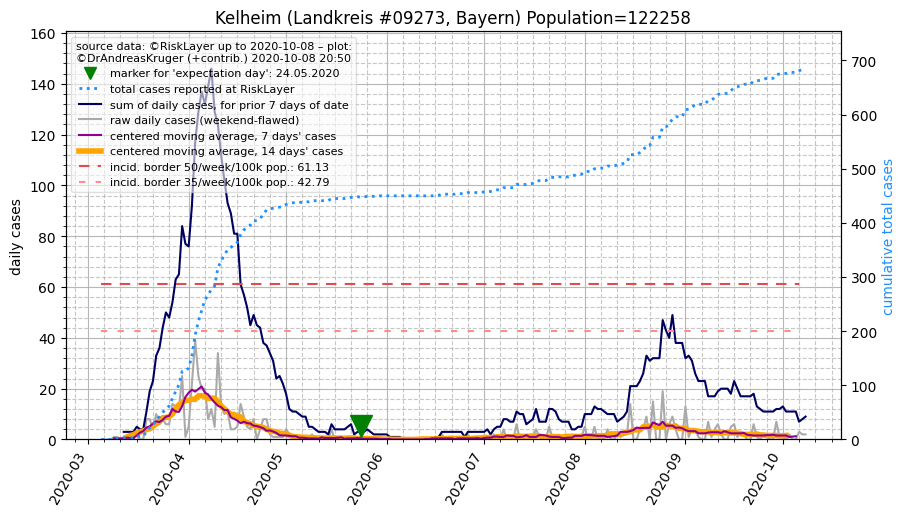 Kelheim (Landkreis #09273, Bayern) Population=122258
source data: ©RiskLayer up to 2020-10-08 – plot:
©DrAndreasKruger (+contrib.) 2020-10-08 20:50
marker for 'expectation day': 24.05.2020
total cases reported at RiskLayer
sum of daily cases, for prior 7 days of date
raw daily cases (weekend-flawed)
centered moving average, 7 days' cases
centered moving average, 14 days' cases
incid. border 50/week/100k pop.: 61.13
incid. border 35/week/100k pop.: 42.79
daily cases
160
140
120
100
80
60
40
20
0
cumulative total cases
700
600
500
400
300
200
100
0
2020-03
2020-04
2020-05
2020-06
2020-07
2020-08
2020-09
2020-10